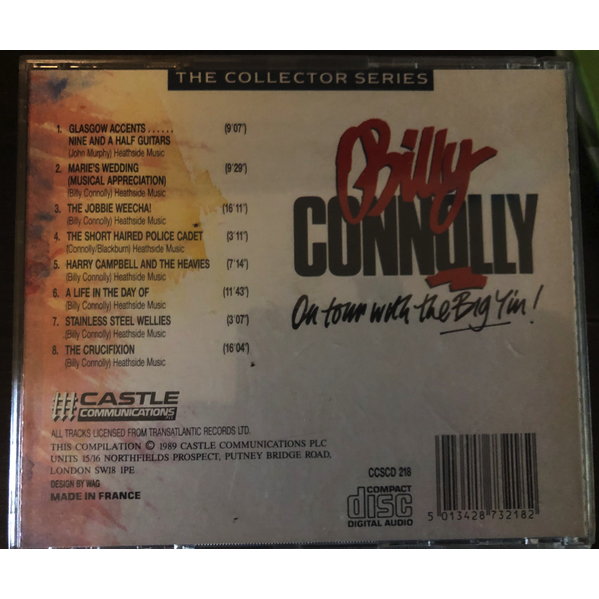 THE COLLECTOR SERIES
1. GLASGOW ACCENTS...... (9'07")
NINE AND A HALF GUITARS
(John Murphy) Heathside Music
2. MARIE'S WEDDING (9'29")
(MUSICAL APPRECIATION)
(Billy Connolly) Heathside Music
3. THE JOBBIE WEECHA! (16'11")
(Billy Connolly) Heathside Music
4. THE SHORT HAIRED POLICE CADET (3'11")
(Connolly/Blackburn) Heathside Music
5. HARRY CAMPBELL AND THE HEAVIES (7'14")
(Billy Connolly) Heathside Music
6. A LIFE IN THE DAY OF (11'43")
(Billy Connolly) Heathside Music
7. STAINLESS STEEL WELLIES (3'07")
(Billy Connolly) Heathside Music
8. THE CRUCIFIXION (16'04")
(Billy Connolly) Heathside Music
Billy
CONNOLLY
On tour with the Big Yin!
CASTLE
COMMUNICATIONS PLC
ALL TRACKS LICENSED FROM TRANSATLANTIC RECORDS LTD.
THIS COMPILATION © 1989 CASTLE COMMUNICATIONS PLC
UNITS 15/16 NORTHFIELDS PROSPECT, PUTNEY BRIDGE ROAD,
LONDON SW18 1PE
DESIGN BY WAG
MADE IN FRANCE
CCSCD 218
COMPACT
disc
DIGITAL AUDIO
5 013428 732182